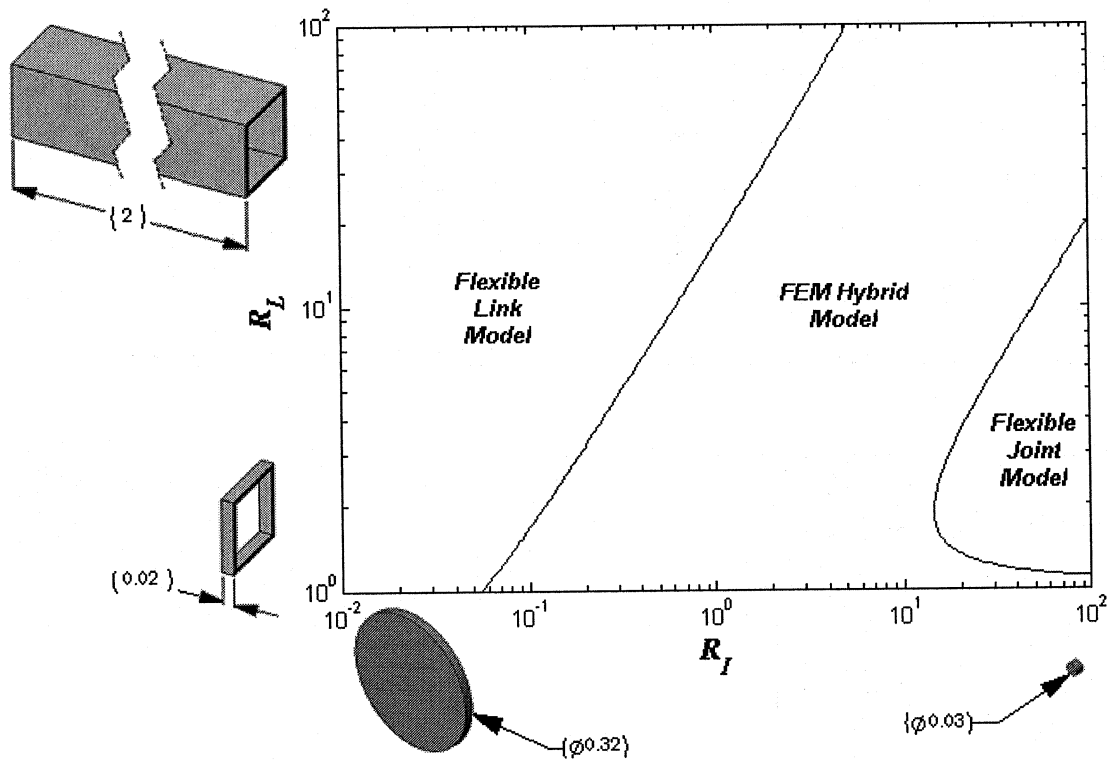 10^2
{2}
R_L
Flexible
Link
Model
FEM Hybrid
Model
10^1
Flexible
Joint
Model
{0.02}
10^0
10^-2
10^-1
10^0
10^1
10^2
R_I
{Ø0.32}
{Ø0.03}